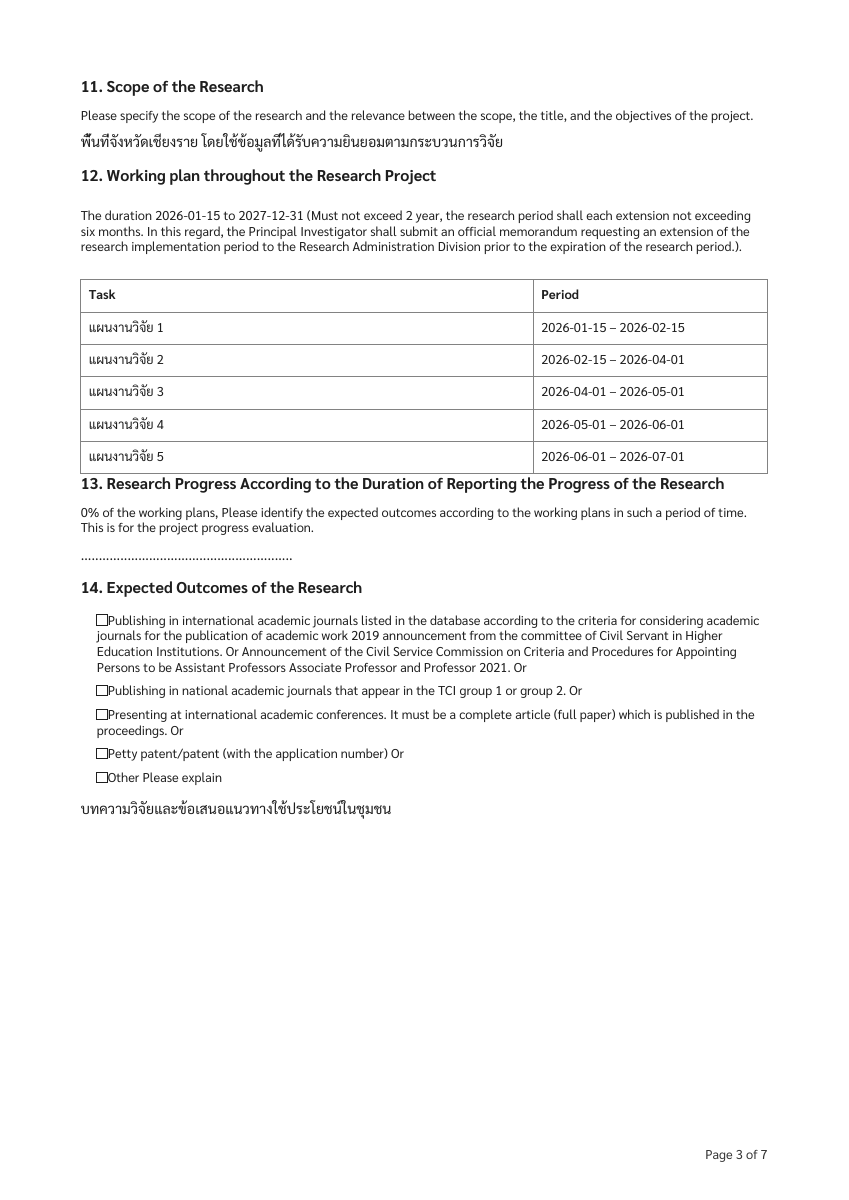 11. Scope of the Research
Please specify the scope of the research and the relevance between the scope, the title, and the objectives of the project.
พื้นที่จังหวัดเชียงราย โดยใช้ข้อมูลที่ได้รับความยินยอมตามกระบวนการวิจัย
12. Working plan throughout the Research Project
The duration 2026-01-15 to 2027-12-31 (Must not exceed 2 year, the research period shall each extension not exceeding
six months. In this regard, the Principal Investigator shall submit an official memorandum requesting an extension of the
research implementation period to the Research Administration Division prior to the expiration of the research period.).
Task Period
แผนงานวิจัย 1 2026-01-15 – 2026-02-15
แผนงานวิจัย 2 2026-02-15 – 2026-04-01
แผนงานวิจัย 3 2026-04-01 – 2026-05-01
แผนงานวิจัย 4 2026-05-01 – 2026-06-01
แผนงานวิจัย 5 2026-06-01 – 2026-07-01
13. Research Progress According to the Duration of Reporting the Progress of the Research
0% of the working plans, Please identify the expected outcomes according to the working plans in such a period of time.
This is for the project progress evaluation.
...........................................................
14. Expected Outcomes of the Research
☐Publishing in international academic journals listed in the database according to the criteria for considering academic
journals for the publication of academic work 2019 announcement from the committee of Civil Servant in Higher
Education Institutions. Or Announcement of the Civil Service Commission on Criteria and Procedures for Appointing
Persons to be Assistant Professors Associate Professor and Professor 2021. Or
☐Publishing in national academic journals that appear in the TCI group 1 or group 2. Or
☐Presenting at international academic conferences. It must be a complete article (full paper) which is published in the
proceedings. Or
☐Petty patent/patent (with the application number) Or
☐Other Please explain
บทความวิจัยและข้อเสนอแนวทางใช้ประโยชน์ในชุมชน
Page 3 of 7